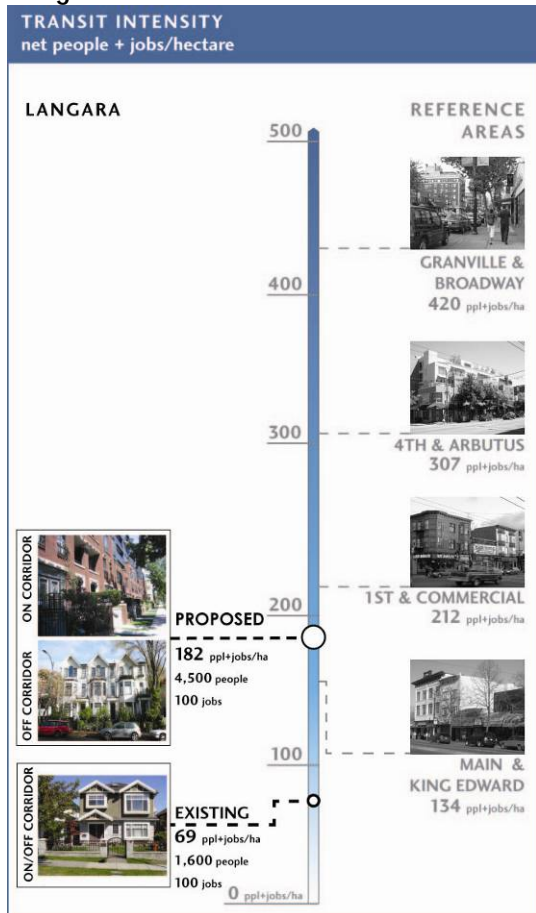 TRANSIT INTENSITY
net people + jobs/hectare
LANGARA
REFERENCE
AREAS
500
GRANVILLE &
BROADWAY
420 ppl+jobs/ha
400
300
4TH & ARBUTUS
307 ppl+jobs/ha
200
1ST & COMMERCIAL
212 ppl+jobs/ha
ON CORRIDOR
OFF CORRIDOR
PROPOSED
182 ppl+jobs/ha
4,500 people
100 jobs
100
MAIN &
KING EDWARD
134 ppl+jobs/ha
ON/OFF CORRIDOR
EXISTING
69 ppl+jobs/ha
1,600 people
100 jobs
0 ppl+jobs/ha